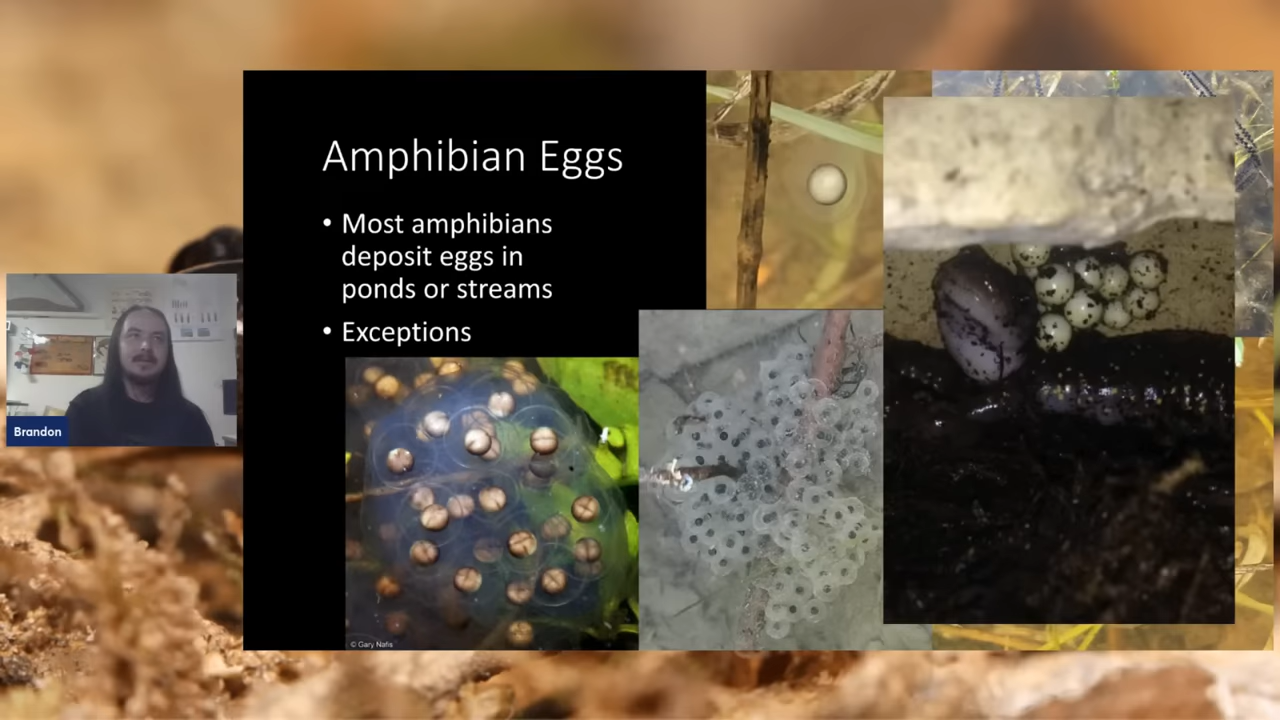 Amphibian Eggs
• Most amphibians
deposit eggs in
ponds or streams
• Exceptions
Brandon
© Gary Nafis